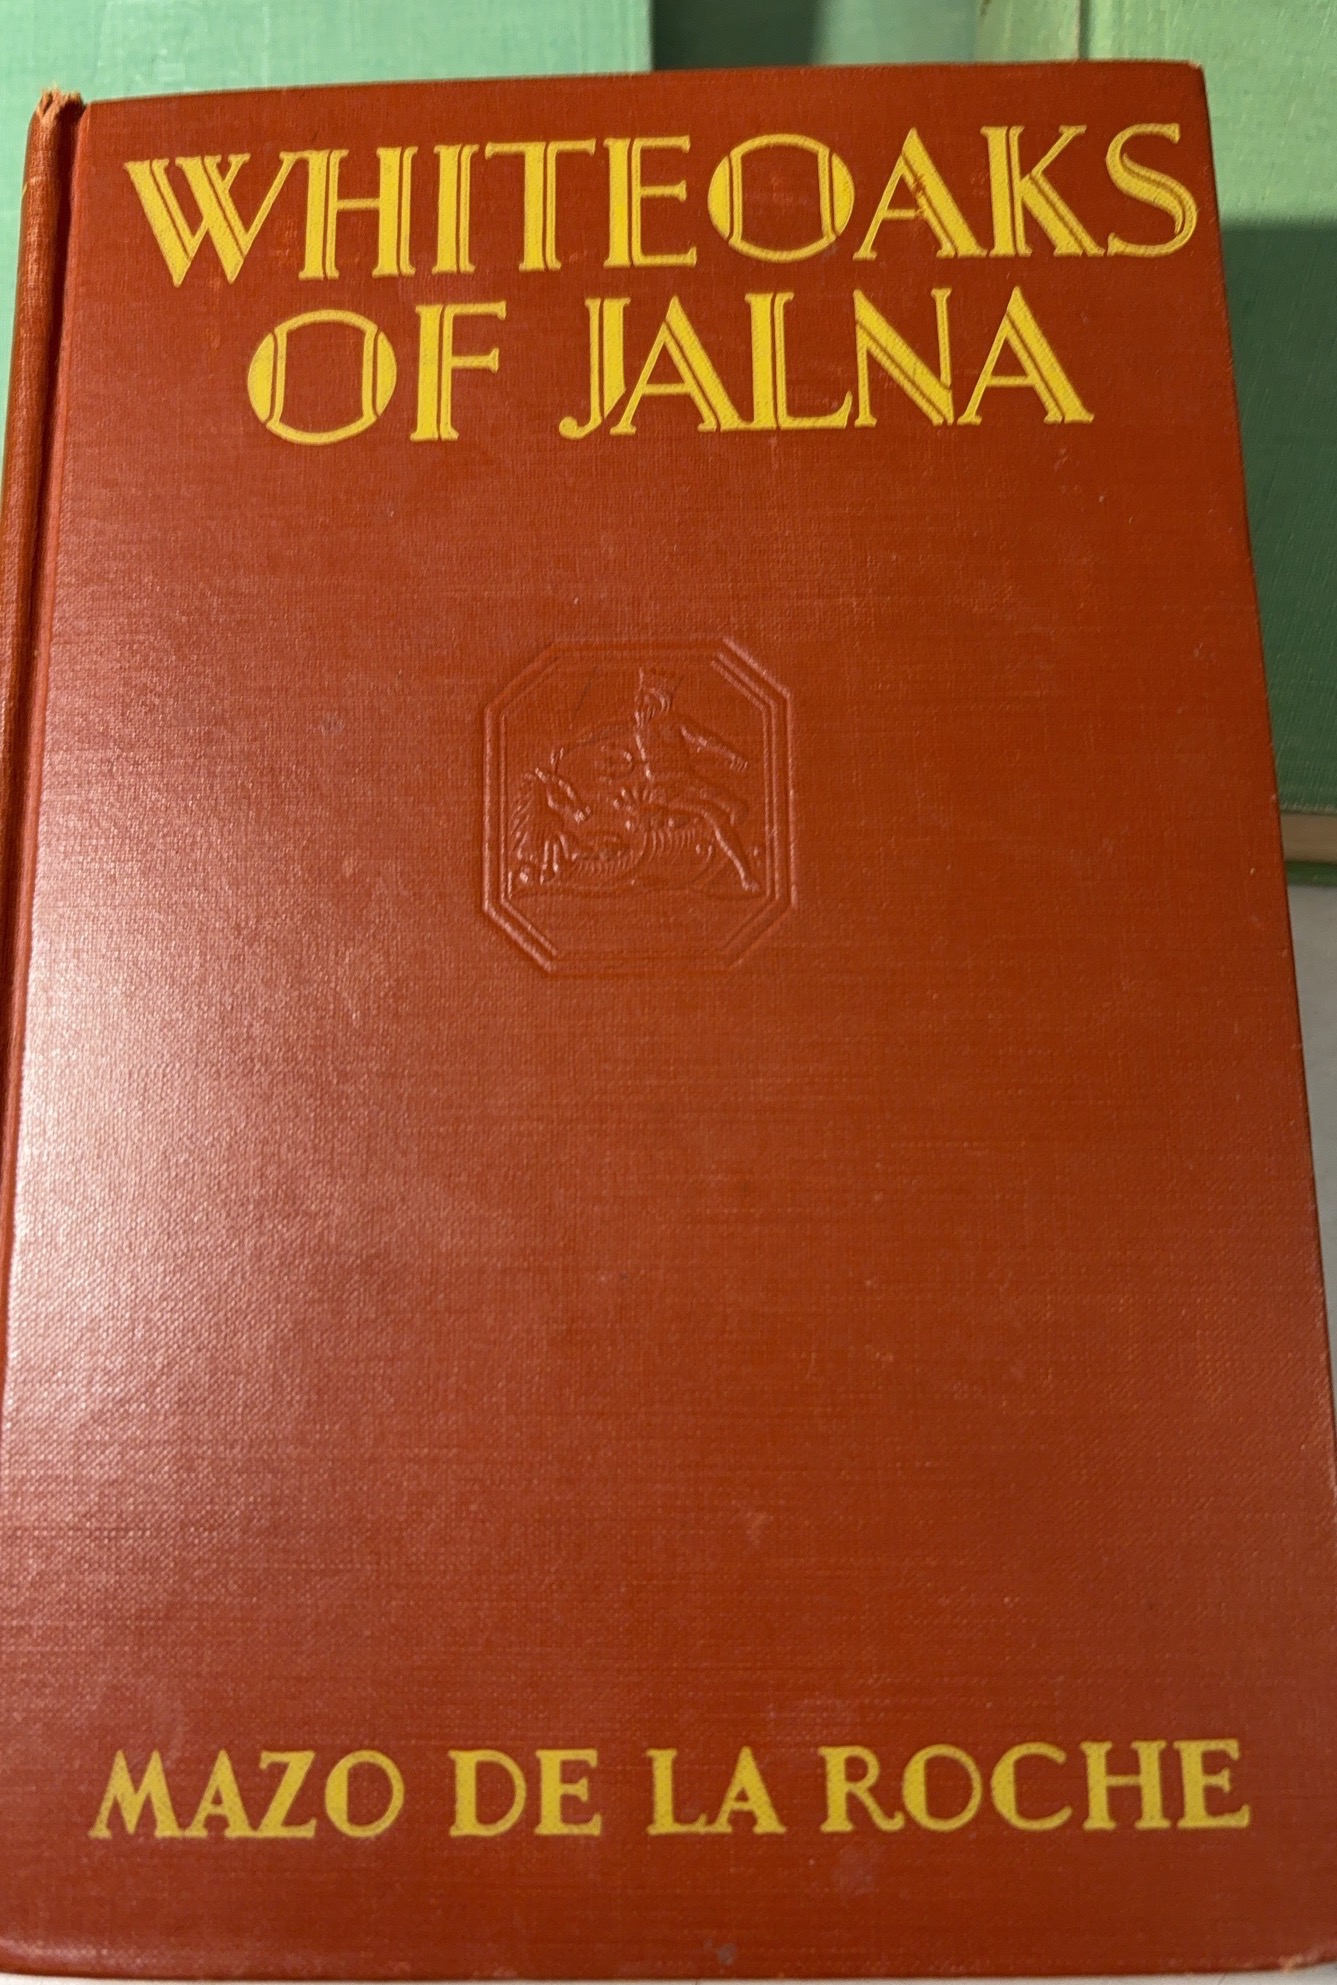 WHITEOAKS
OF JALNA
MAZO DE LA ROCHE